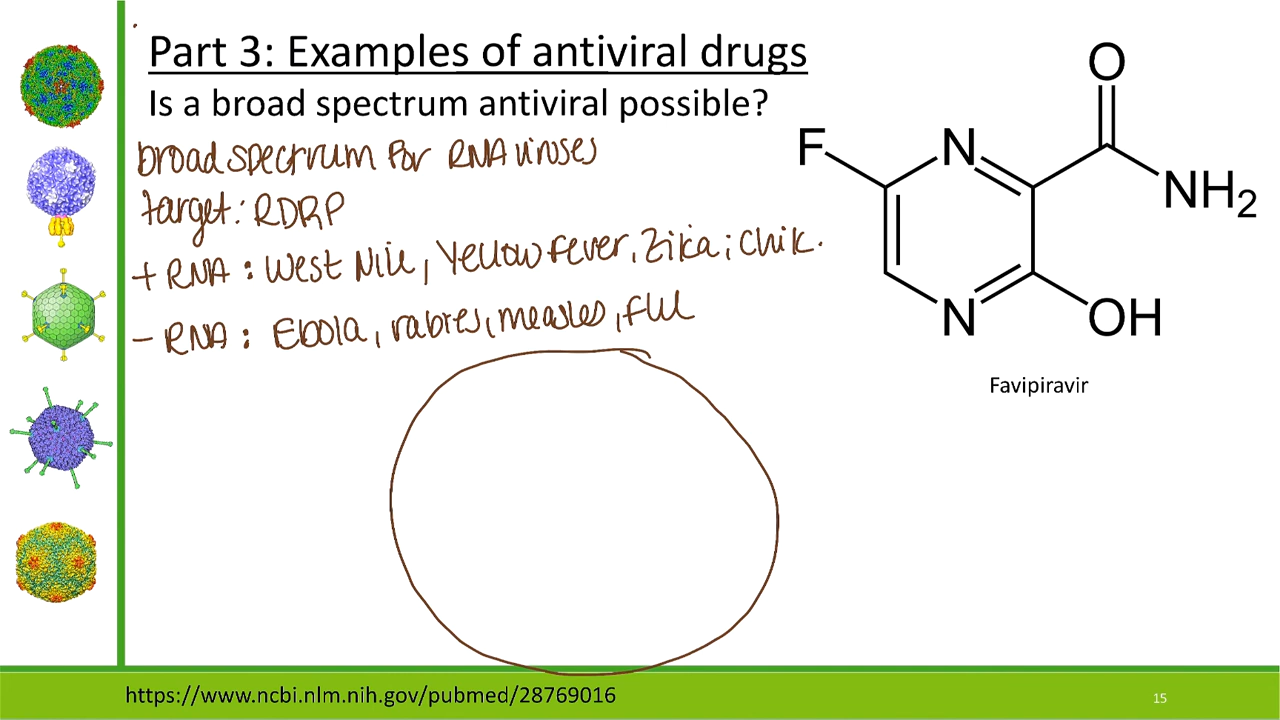 Part 3: Examples of antiviral drugs
Is a broad spectrum antiviral possible?
broad spectrum for RNA viruses
target: RDRP
+ RNA: West Nile, Yellow fever, Zika; Chik.
- RNA: Ebola, rabies, measles, flu
O
F
N
NH2
N
OH
Favipiravir
https://www.ncbi.nlm.nih.gov/pubmed/28769016
15